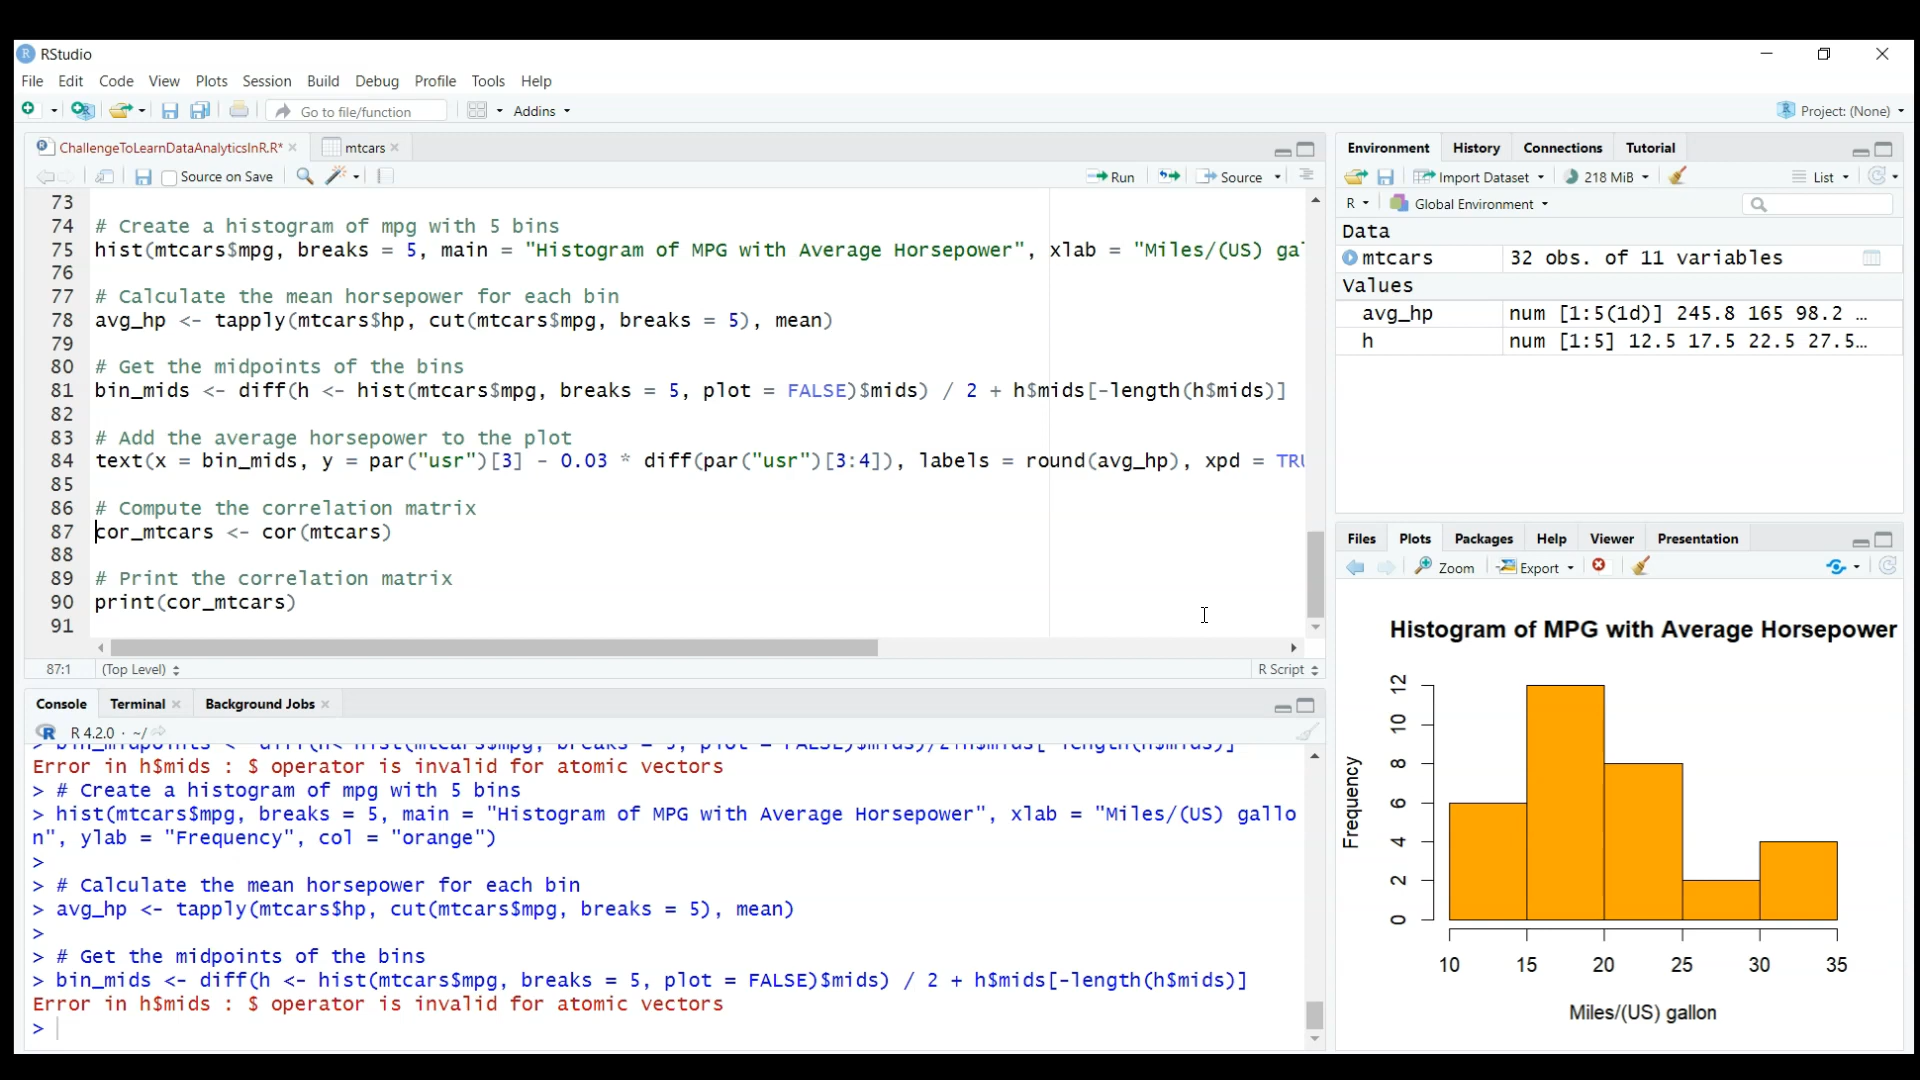 RStudio
File Edit Code View Plots Session Build Debug Profile Tools Help
Go to file/function Addins Project: (None)
ChallengeToLearnDataAnalyticsInR.R* mtcars
Source on Save Run Source
73
74 # Create a histogram of mpg with 5 bins
75 hist(mtcars$mpg, breaks = 5, main = "Histogram of MPG with Average Horsepower", xlab = "Miles/(US) gal
76
77 # Calculate the mean horsepower for each bin
78 avg_hp <- tapply(mtcars$hp, cut(mtcars$mpg, breaks = 5), mean)
79
80 # Get the midpoints of the bins
81 bin_mids <- diff(h <- hist(mtcars$mpg, breaks = 5, plot = FALSE)$mids) / 2 + h$mids[-length(h$mids)]
82
83 # Add the average horsepower to the plot
84 text(x = bin_mids, y = par("usr")[3] - 0.03 * diff(par("usr")[3:4]), labels = round(avg_hp), xpd = TRU
85
86 # Compute the correlation matrix
87 cor_mtcars <- cor(mtcars)
88
89 # Print the correlation matrix
90 print(cor_mtcars)
91
87:1 (Top Level) R Script
Console Terminal Background Jobs
R 4.2.0 · ~/
Error in h$mids : $ operator is invalid for atomic vectors
> # Create a histogram of mpg with 5 bins
> hist(mtcars$mpg, breaks = 5, main = "Histogram of MPG with Average Horsepower", xlab = "Miles/(US) gallo
n", ylab = "Frequency", col = "orange")
>
> # Calculate the mean horsepower for each bin
> avg_hp <- tapply(mtcars$hp, cut(mtcars$mpg, breaks = 5), mean)
>
> # Get the midpoints of the bins
> bin_mids <- diff(h <- hist(mtcars$mpg, breaks = 5, plot = FALSE)$mids) / 2 + h$mids[-length(h$mids)]
Error in h$mids : $ operator is invalid for atomic vectors
>
Environment History Connections Tutorial
Import Dataset 218 MiB List
R Global Environment
Data
mtcars 32 obs. of 11 variables
Values
avg_hp num [1:5(1d)] 245.8 165 98.2 ...
h num [1:5] 12.5 17.5 22.5 27.5...
Files Plots Packages Help Viewer Presentation
Zoom Export
Histogram of MPG with Average Horsepower
Frequency
12
10
8
6
4
2
0
10 15 20 25 30 35
Miles/(US) gallon